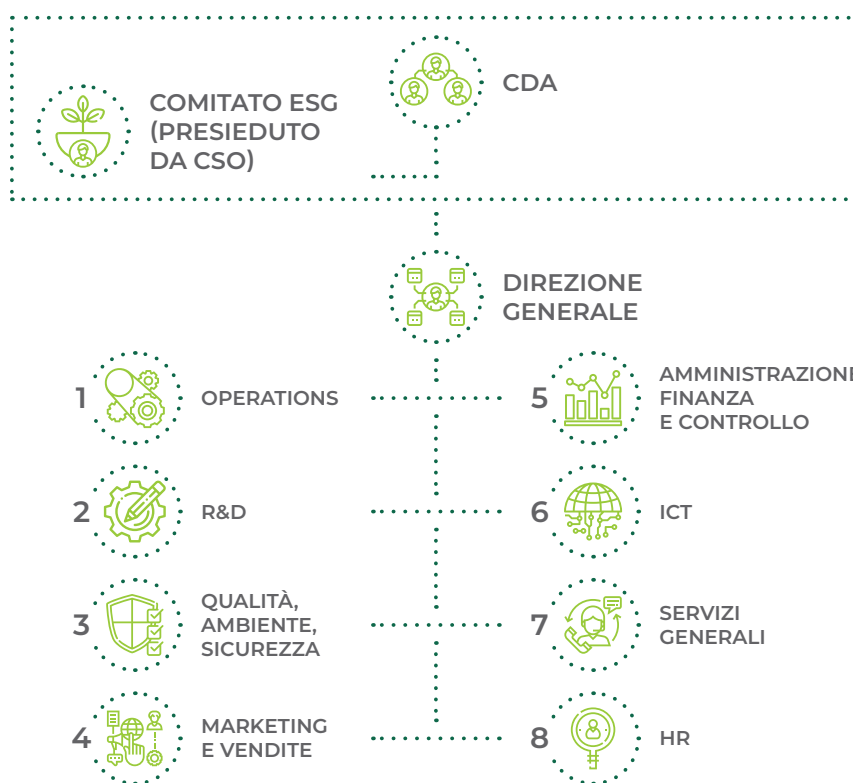 CDA
COMITATO ESG
(PRESIEDUTO
DA CSO)
DIREZIONE
GENERALE
1
OPERATIONS
5
AMMINISTRAZIONE
FINANZA
E CONTROLLO
2
R&D
6
ICT
3
QUALITÀ,
AMBIENTE,
SICUREZZA
7
SERVIZI
GENERALI
4
MARKETING
E VENDITE
8
HR